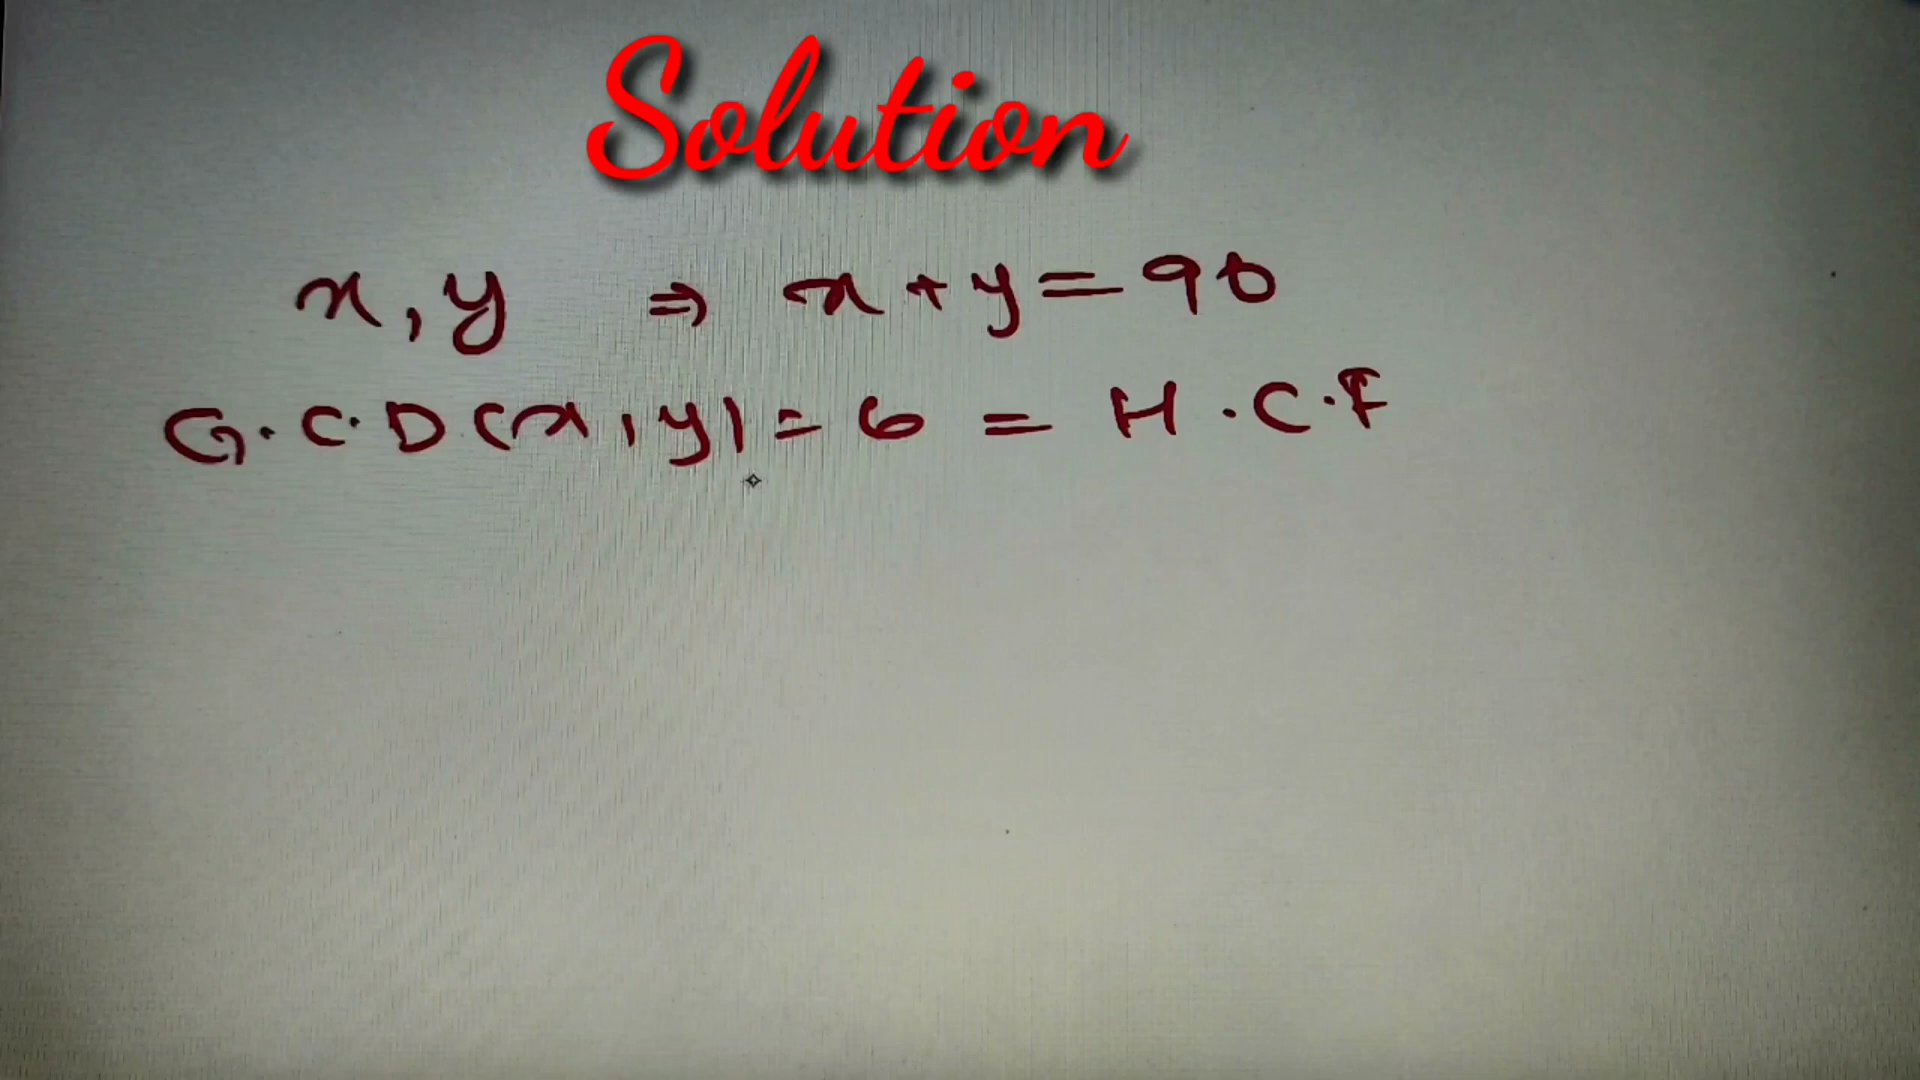 Solution
x, y ⇒ x + y = 90
G.C.D (x, y) = 6 = H.C.F